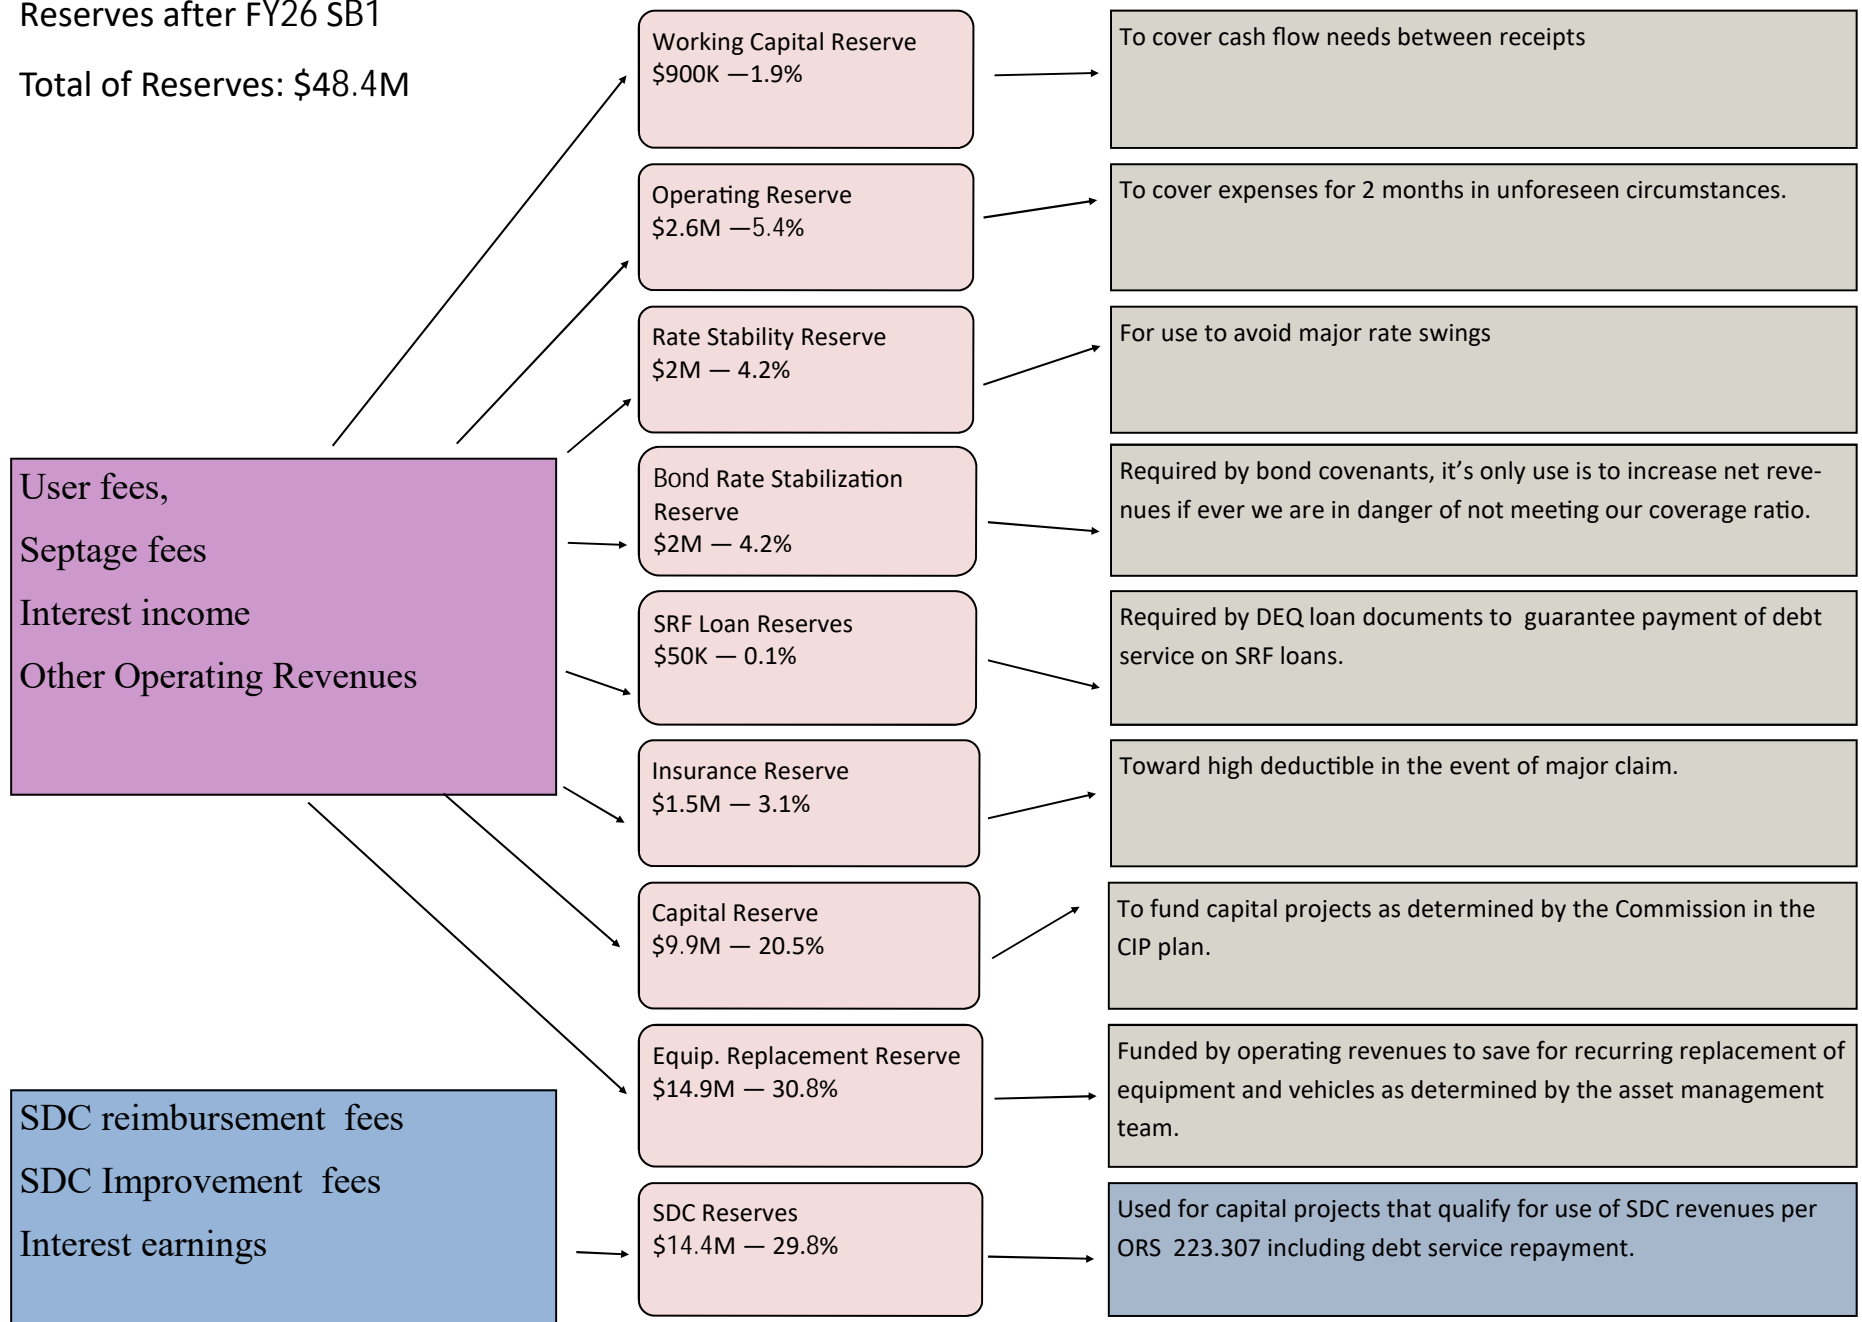 Reserves after FY26 SB1
Total of Reserves: $48.4M
User fees,
Septage fees
Interest income
Other Operating Revenues
SDC reimbursement  fees
SDC Improvement  fees
Interest earnings
Working Capital Reserve
$900K —1.9%
To cover cash flow needs between receipts
Operating Reserve
$2.6M —5.4%
To cover expenses for 2 months in unforeseen circumstances.
Rate Stability Reserve
$2M — 4.2%
For use to avoid major rate swings
Bond Rate Stabilization
Reserve
$2M — 4.2%
Required by bond covenants, it’s only use is to increase net reve-
nues if ever we are in danger of not meeting our coverage ratio.
SRF Loan Reserves
$50K — 0.1%
Required by DEQ loan documents to  guarantee payment of debt
service on SRF loans.
Insurance Reserve
$1.5M — 3.1%
Toward high deductible in the event of major claim.
Capital Reserve
$9.9M — 20.5%
To fund capital projects as determined by the Commission in the
CIP plan.
Equip. Replacement Reserve
$14.9M — 30.8%
Funded by operating revenues to save for recurring replacement of
equipment and vehicles as determined by the asset management
team.
SDC Reserves
$14.4M — 29.8%
Used for capital projects that qualify for use of SDC revenues per
ORS  223.307 including debt service repayment.